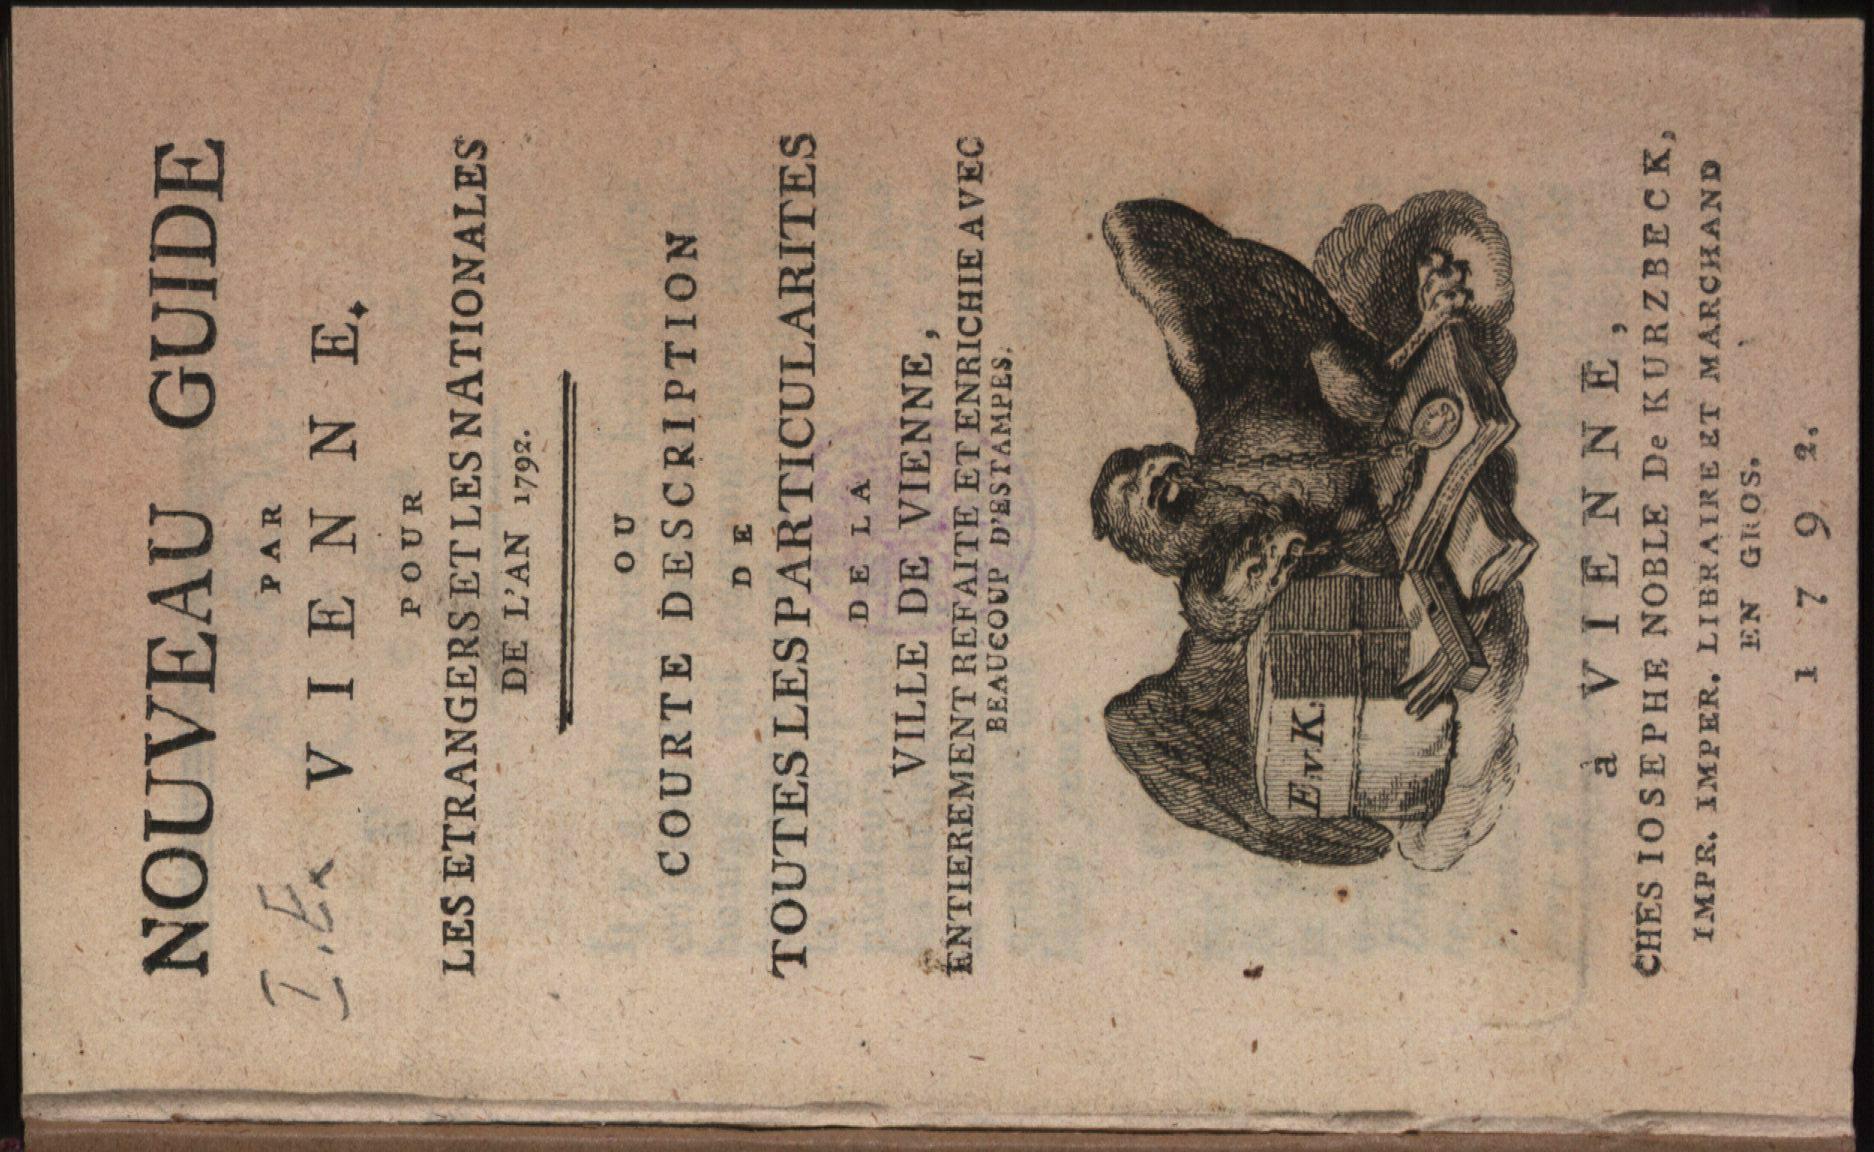 NOUVEAU GUIDE
PAR
VIENNE.
POUR
LES ETRANGERS ET LES NATIONALES
DE L'AN 1792.
OU
COURTE DESCRIPTION
DE
TOUTES LES PARTICULARITES
DE LA
VILLE DE VIENNE,
ENTIEREMENT REFAITE ET ENRICHIE AVEC
BEAUCOUP D'ESTAMPES.
E.v.K.
à VIENNE,
CHES IOSEPHE NOBLE De KURZBECK,
IMPR. IMPER. LIBRAIRE ET MARCHAND
EN GROS.
1792.